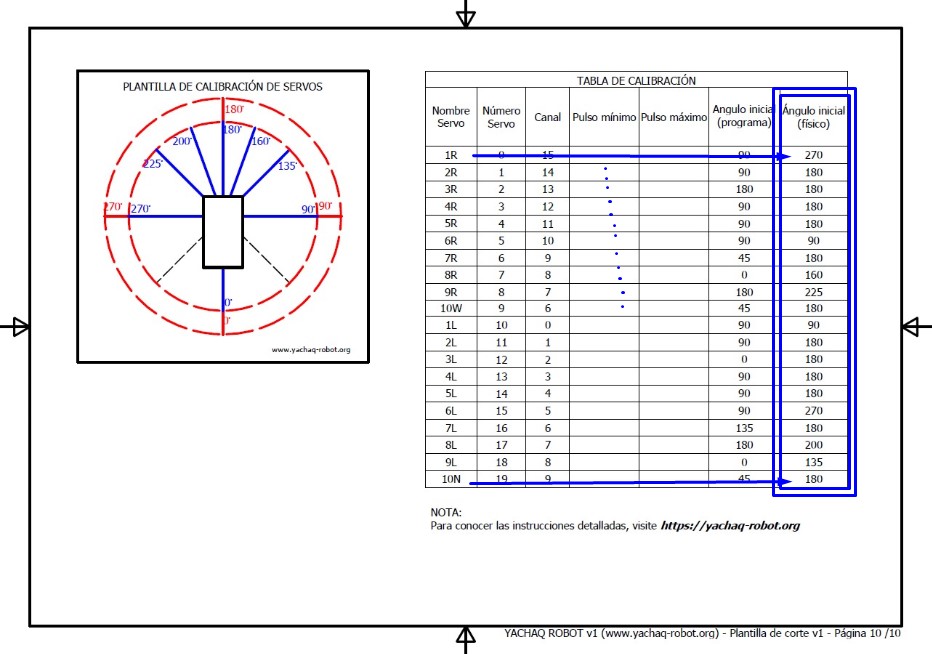 PLANTILLA DE CALIBRACIÓN DE SERVOS
180°
180°
200° 160°
225° 135°
270° 270° 90° 90°
0°
0°
www.yachaq-robot.org
TABLA DE CALIBRACIÓN
Nombre Servo Número Servo Canal Pulso mínimo Pulso máximo Angulo inicia (programa) Ángulo inicial (físico)
1R 0 15 90 270
2R 1 14 90 180
3R 2 13 180 180
4R 3 12 90 180
5R 4 11 90 180
6R 5 10 90 90
7R 6 9 45 180
8R 7 8 0 160
9R 8 7 180 225
10W 9 6 45 180
1L 10 0 90 90
2L 11 1 90 180
3L 12 2 0 180
4L 13 3 90 180
5L 14 4 90 180
6L 15 5 90 270
7L 16 6 135 180
8L 17 7 180 200
9L 18 8 0 135
10N 19 9 45 180
NOTA:
Para conocer las instrucciones detalladas, visite https://yachaq-robot.org
YACHAQ ROBOT v1 (www.yachaq-robot.org) - Plantilla de corte v1 - Página 10 /10